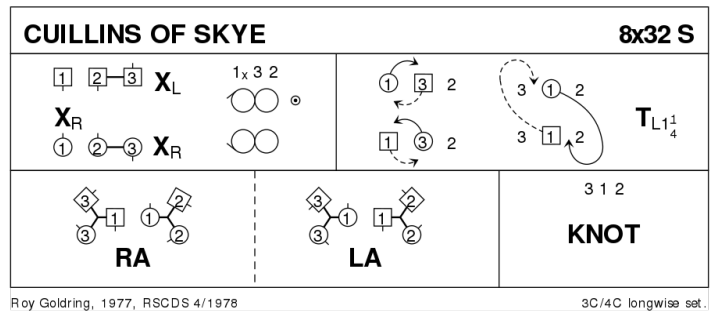 CUILLINS OF SKYE 8x32 S
1 2 3 XL 1x 3 2 1 3 2 3 1 2
XR TL1 1/4
1 2 3 XR 1 3 2 3 1 2
3 1 1 2 3 1 1 2 3 1 2
3 2 3 2 KNOT
RA LA
Roy Goldring, 1977, RSCDS 4/1978 3C/4C longwise set.